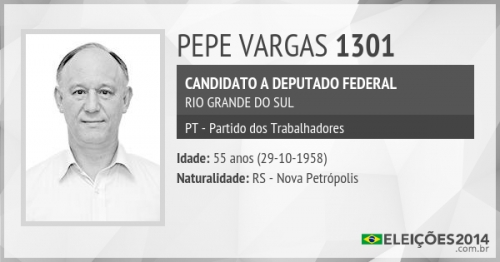 PEPE VARGAS 1301
CANDIDATO A DEPUTADO FEDERAL
RIO GRANDE DO SUL
PT - Partido dos Trabalhadores
Idade: 55 anos (29-10-1958)
Naturalidade: RS - Nova Petrópolis
ELEIÇÕES2014
.com.br